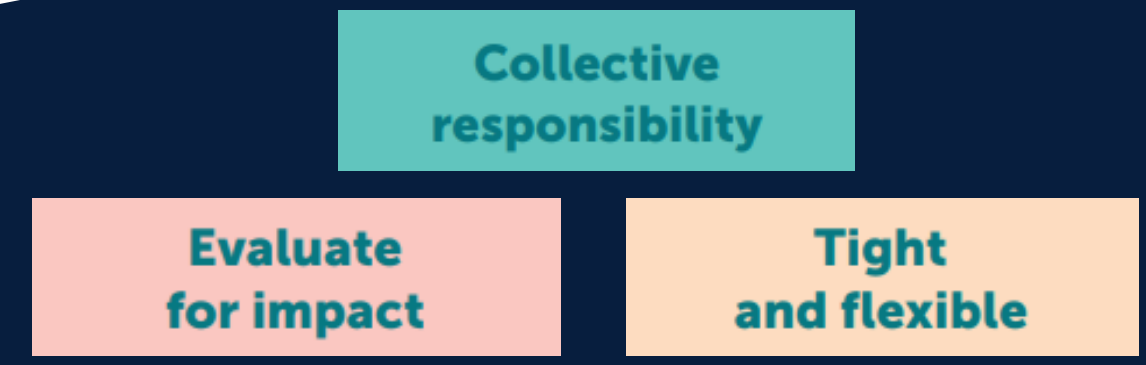 Collective
responsibility
Evaluate
for impact
Tight
and flexible